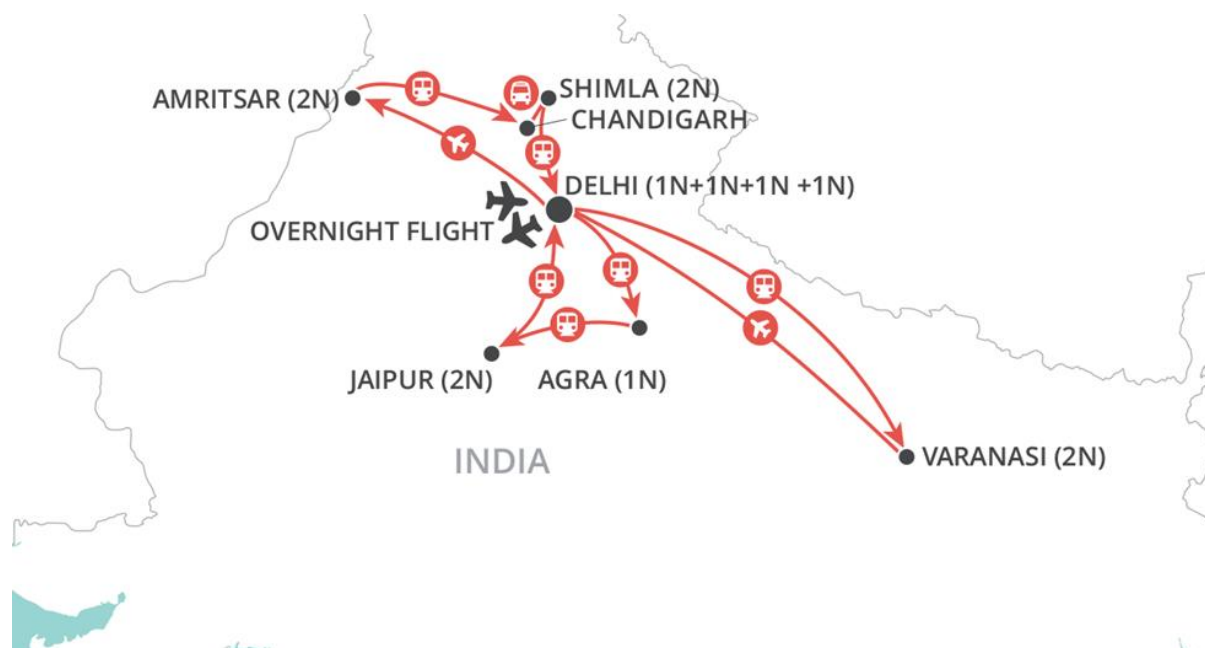 AMRITSAR (2N)
SHIMLA (2N)
CHANDIGARH
DELHI (1N+1N+1N +1N)
OVERNIGHT FLIGHT
JAIPUR (2N)
AGRA (1N)
INDIA
VARANASI (2N)